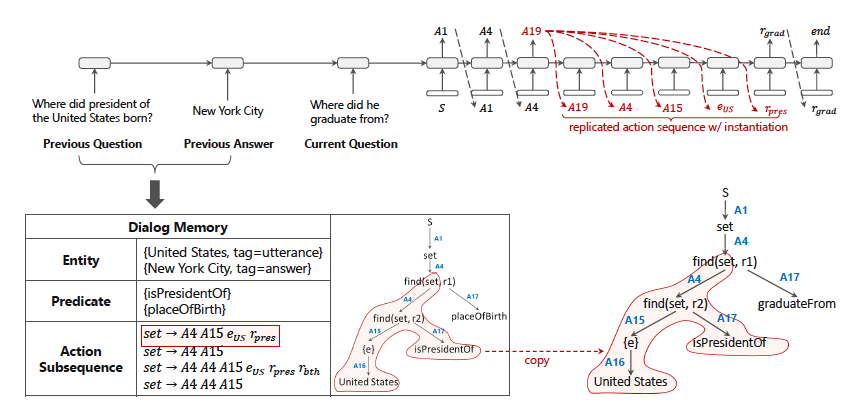 A1 A4 A19 r_grad end
Where did president of
the United States born?
New York City
Where did he
graduate from?
S A1 A4 A19 A4 A15 e_US r_pres r_grad
replicated action sequence w/ instantiation
Previous Question Previous Answer Current Question
Dialog Memory
Entity
{United States, tag=utterance}
{New York City, tag=answer}
Predicate
{isPresidentOf}
{placeOfBirth}
Action
Subsequence
set → A4 A15 e_US r_pres
set → A4 A15
set → A4 A4 A15 e_US r_pres r_bth
set → A4 A4 A15
S
A1
set
A4
find(set, r1)
A4 A17
find(set, r2) placeOfBirth
A15 A17
{e} isPresidentOf
A16
United States
copy
S
A1
set
A4
find(set, r1)
A4 A17
find(set, r2) graduateFrom
A15 A17
{e} isPresidentOf
A16
United States